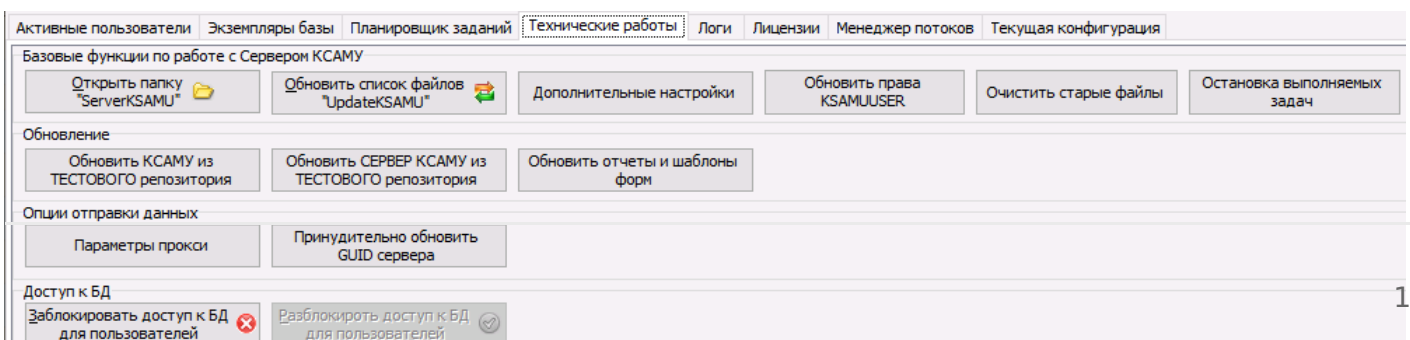 Активные пользователи Экземпляры базы Планировщик заданий Технические работы Логи Лицензии Менеджер потоков Текущая конфигурация
Базовые функции по работе с Сервером КСАМУ
Открыть папку
"ServerKSAMU"
Обновить список файлов
"UpdateKSAMU"
Дополнительные настройки
Обновить права
KSAMUUSER
Очистить старые файлы
Остановка выполняемых
задач
Обновление
Обновить КСАМУ из
ТЕСТОВОГО репозитория
Обновить СЕРВЕР КСАМУ из
ТЕСТОВОГО репозитория
Обновить отчеты и шаблоны
форм
Опции отправки данных
Параметры прокси
Принудительно обновить
GUID сервера
Доступ к БД
Заблокировать доступ к БД
для пользователей
Разблокироть доступ к БД
для пользователей
1